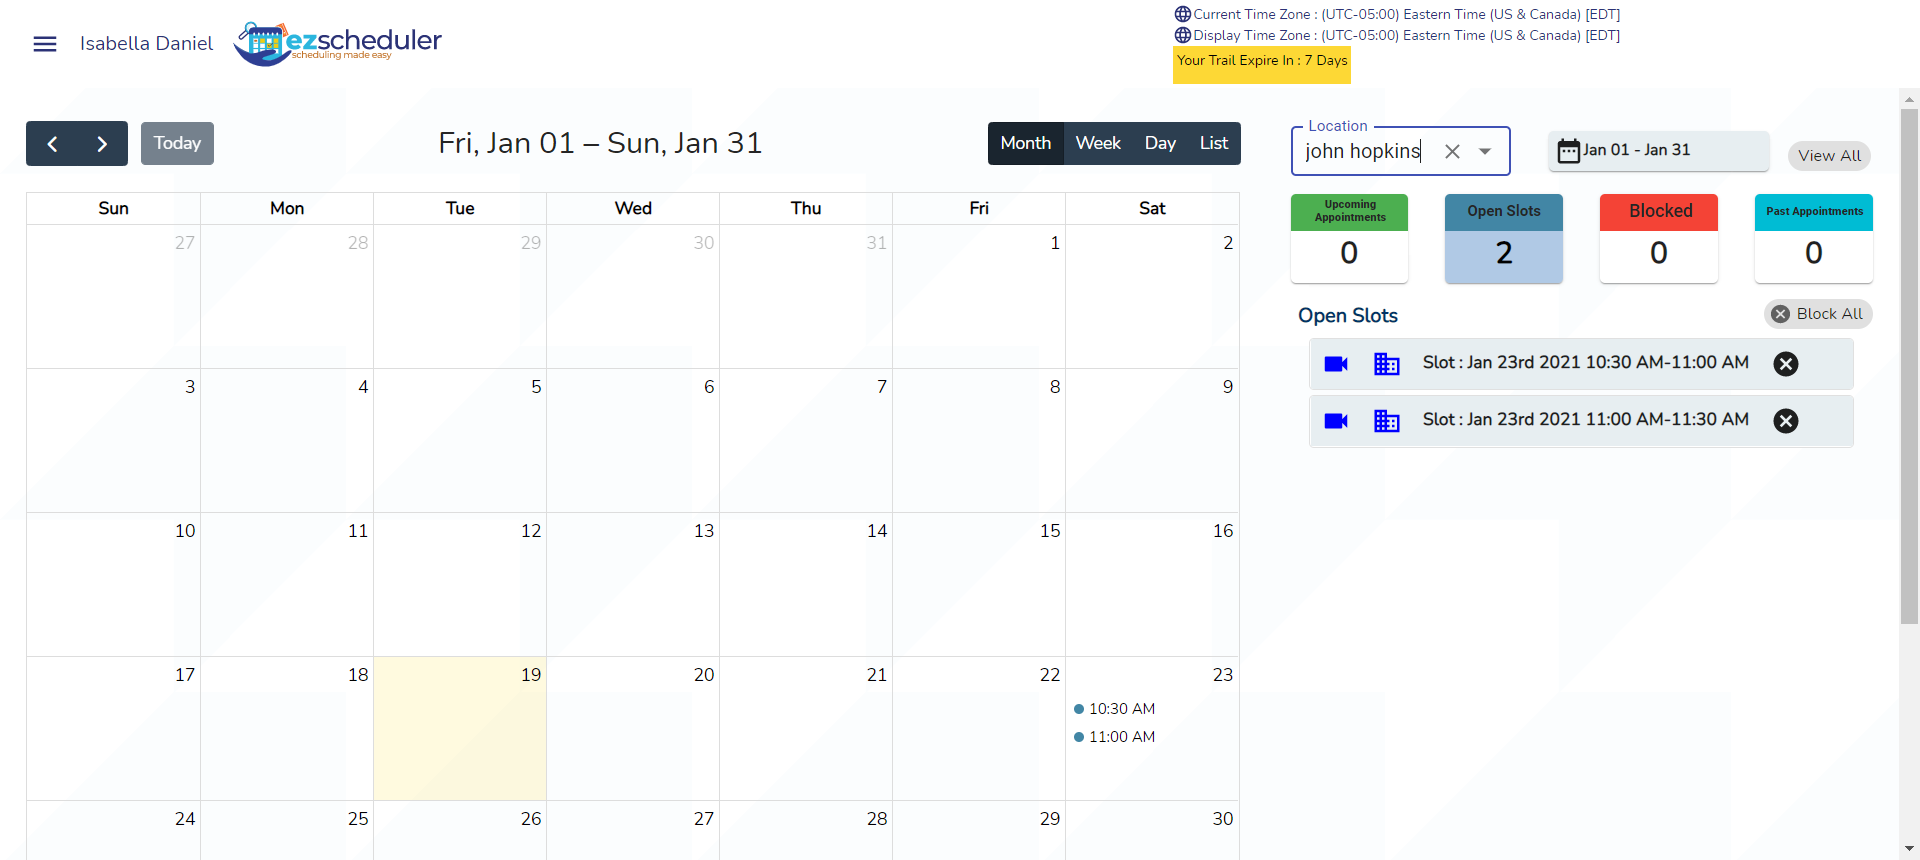 Isabella Daniel
ezscheduler
scheduling made easy
Current Time Zone : (UTC-05:00) Eastern Time (US & Canada) [EDT]
Display Time Zone : (UTC-05:00) Eastern Time (US & Canada) [EDT]
Your Trail Expire In : 7 Days
Today
Fri, Jan 01 – Sun, Jan 31
Month Week Day List
Location
john hopkins
Jan 01 - Jan 31
View All
Sun Mon Tue Wed Thu Fri Sat
27 28 29 30 31 1 2
3 4 5 6 7 8 9
10 11 12 13 14 15 16
17 18 19 20 21 22 23
10:30 AM
11:00 AM
24 25 26 27 28 29 30
Upcoming
Appointments
0
Open Slots
2
Blocked
0
Past Appointments
0
Open Slots
Block All
Slot : Jan 23rd 2021 10:30 AM-11:00 AM
Slot : Jan 23rd 2021 11:00 AM-11:30 AM